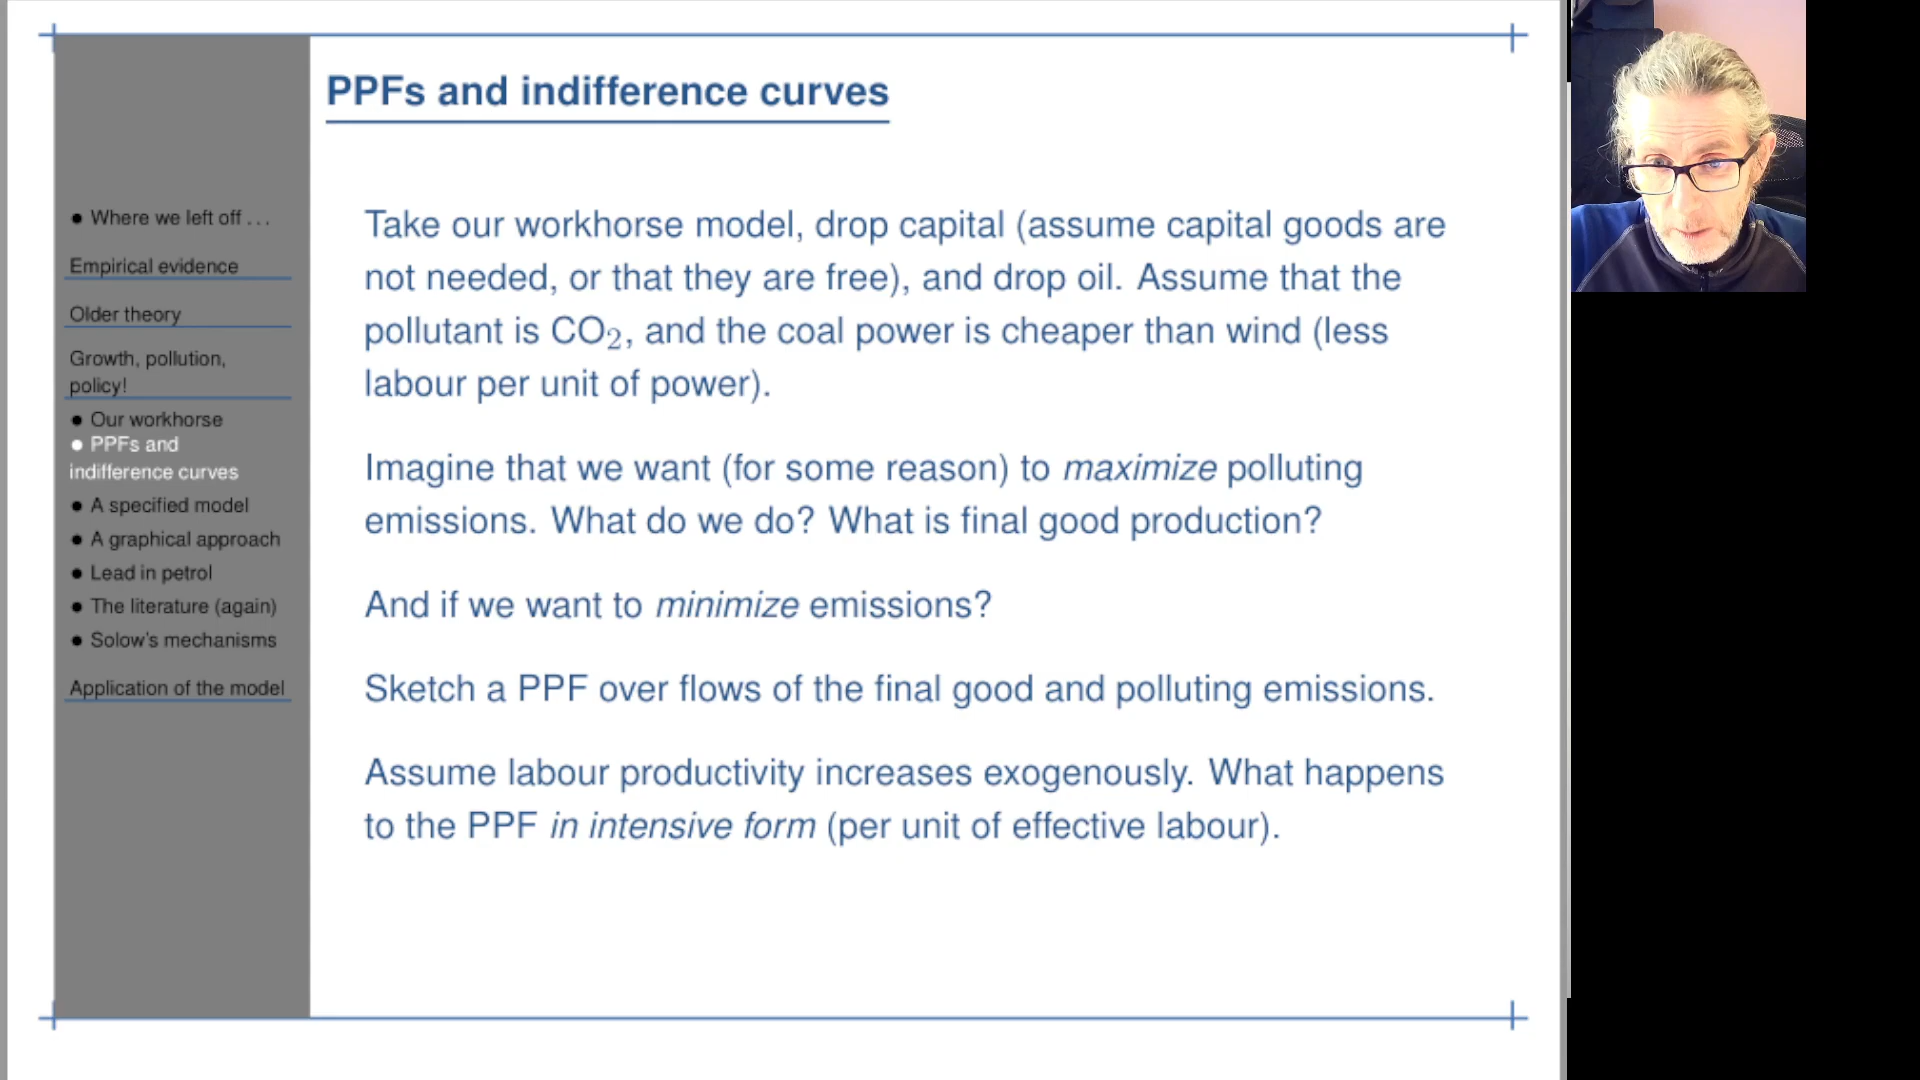 PPFs and indifference curves
● Where we left off . . .
Empirical evidence
Older theory
Growth, pollution,
policy!
● Our workhorse
● PPFs and
indifference curves
● A specified model
● A graphical approach
● Lead in petrol
● The literature (again)
● Solow's mechanisms
Application of the model
Take our workhorse model, drop capital (assume capital goods are
not needed, or that they are free), and drop oil. Assume that the
pollutant is CO₂, and the coal power is cheaper than wind (less
labour per unit of power).
Imagine that we want (for some reason) to maximize polluting
emissions. What do we do? What is final good production?
And if we want to minimize emissions?
Sketch a PPF over flows of the final good and polluting emissions.
Assume labour productivity increases exogenously. What happens
to the PPF in intensive form (per unit of effective labour).